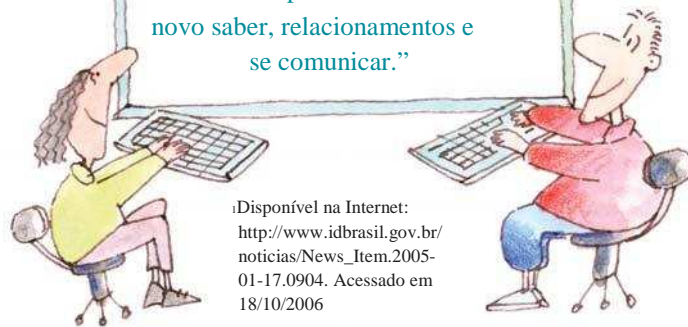 novo saber, relacionamentos e
se comunicar.”
1Disponível na Internet:
http://www.idbrasil.gov.br/
noticias/News_Item.2005-
01-17.0904. Acessado em
18/10/2006